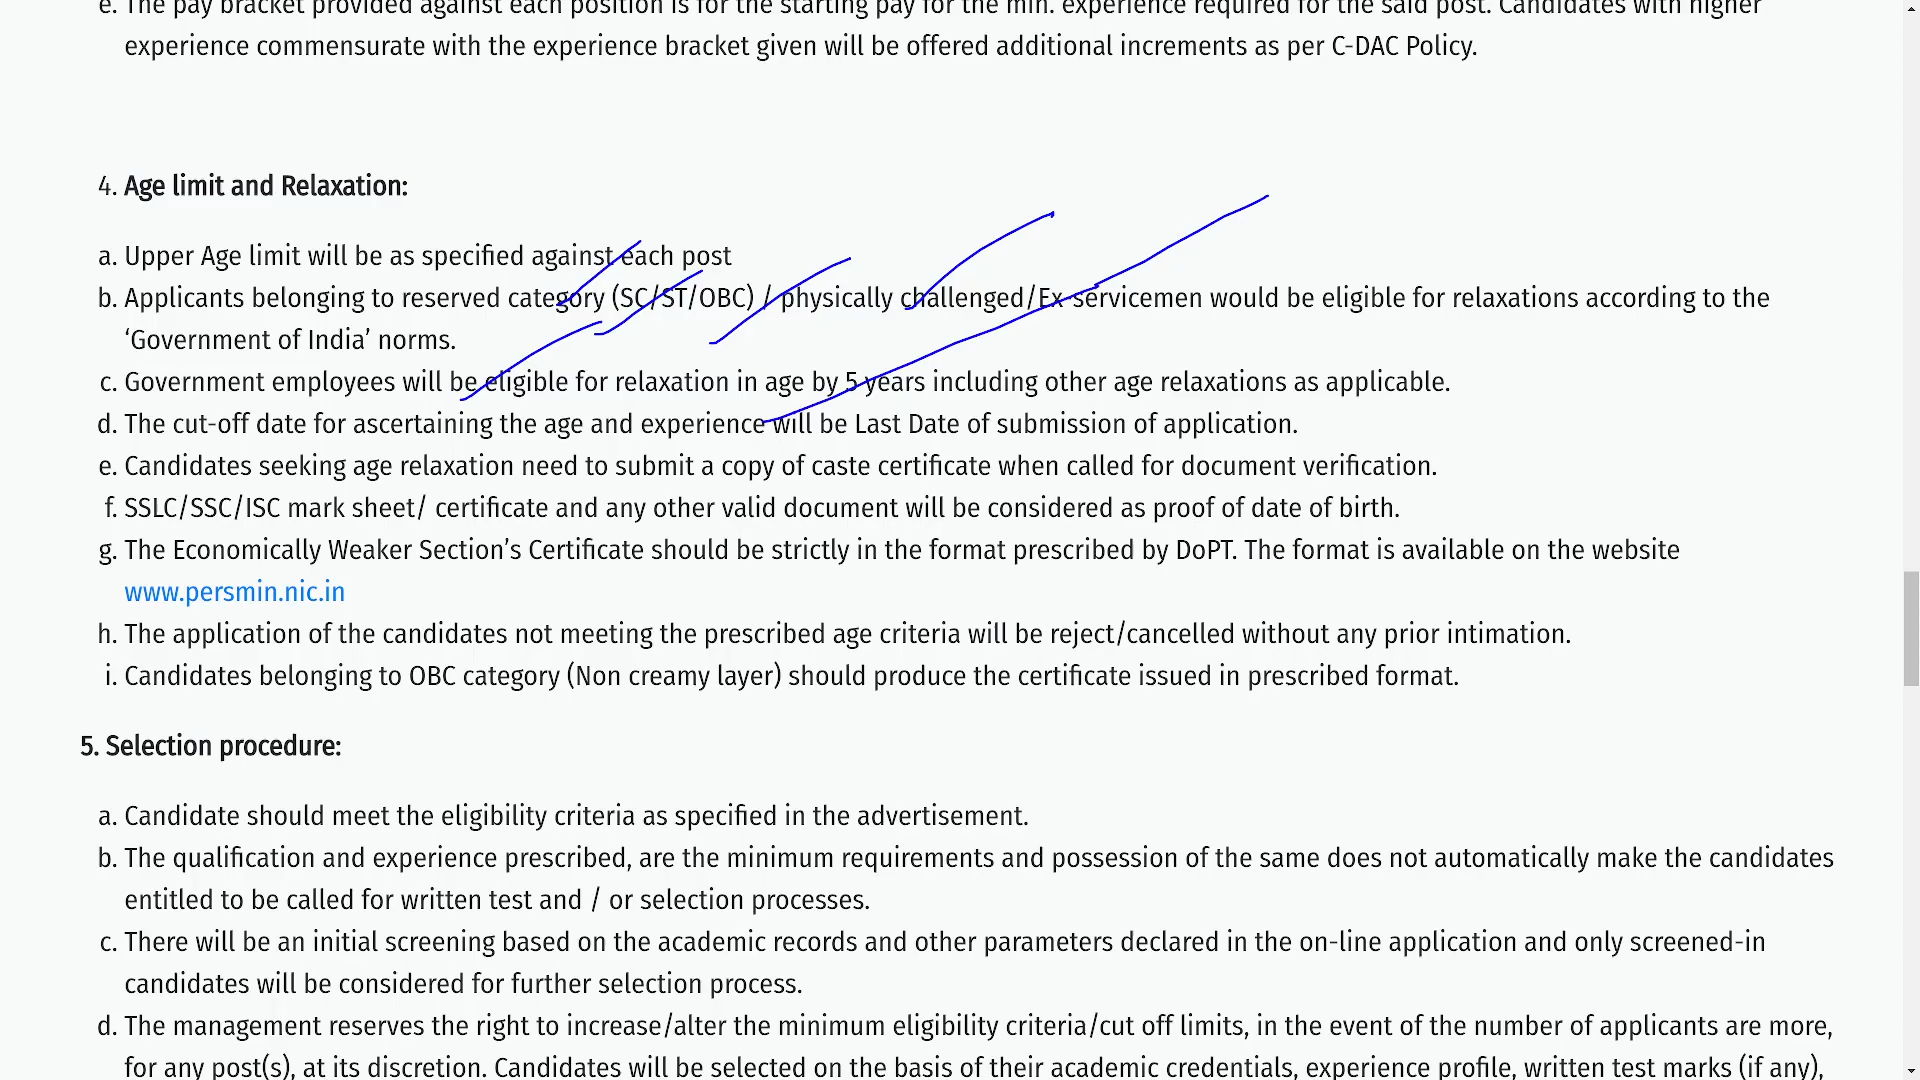 e. The pay bracket provided against each position is for the starting pay for the min. experience required for the said post. Candidates with higher
experience commensurate with the experience bracket given will be offered additional increments as per C-DAC Policy.
4. Age limit and Relaxation:
a. Upper Age limit will be as specified against each post
b. Applicants belonging to reserved category (SC/ST/OBC) / physically challenged/Ex-servicemen would be eligible for relaxations according to the
‘Government of India’ norms.
c. Government employees will be eligible for relaxation in age by 5 years including other age relaxations as applicable.
d. The cut-off date for ascertaining the age and experience will be Last Date of submission of application.
e. Candidates seeking age relaxation need to submit a copy of caste certificate when called for document verification.
f. SSLC/SSC/ISC mark sheet/ certificate and any other valid document will be considered as proof of date of birth.
g. The Economically Weaker Section’s Certificate should be strictly in the format prescribed by DoPT. The format is available on the website
www.persmin.nic.in
h. The application of the candidates not meeting the prescribed age criteria will be reject/cancelled without any prior intimation.
i. Candidates belonging to OBC category (Non creamy layer) should produce the certificate issued in prescribed format.
5. Selection procedure:
a. Candidate should meet the eligibility criteria as specified in the advertisement.
b. The qualification and experience prescribed, are the minimum requirements and possession of the same does not automatically make the candidates
entitled to be called for written test and / or selection processes.
c. There will be an initial screening based on the academic records and other parameters declared in the on-line application and only screened-in
candidates will be considered for further selection process.
d. The management reserves the right to increase/alter the minimum eligibility criteria/cut off limits, in the event of the number of applicants are more,
for any post(s), at its discretion. Candidates will be selected on the basis of their academic credentials, experience profile, written test marks (if any),